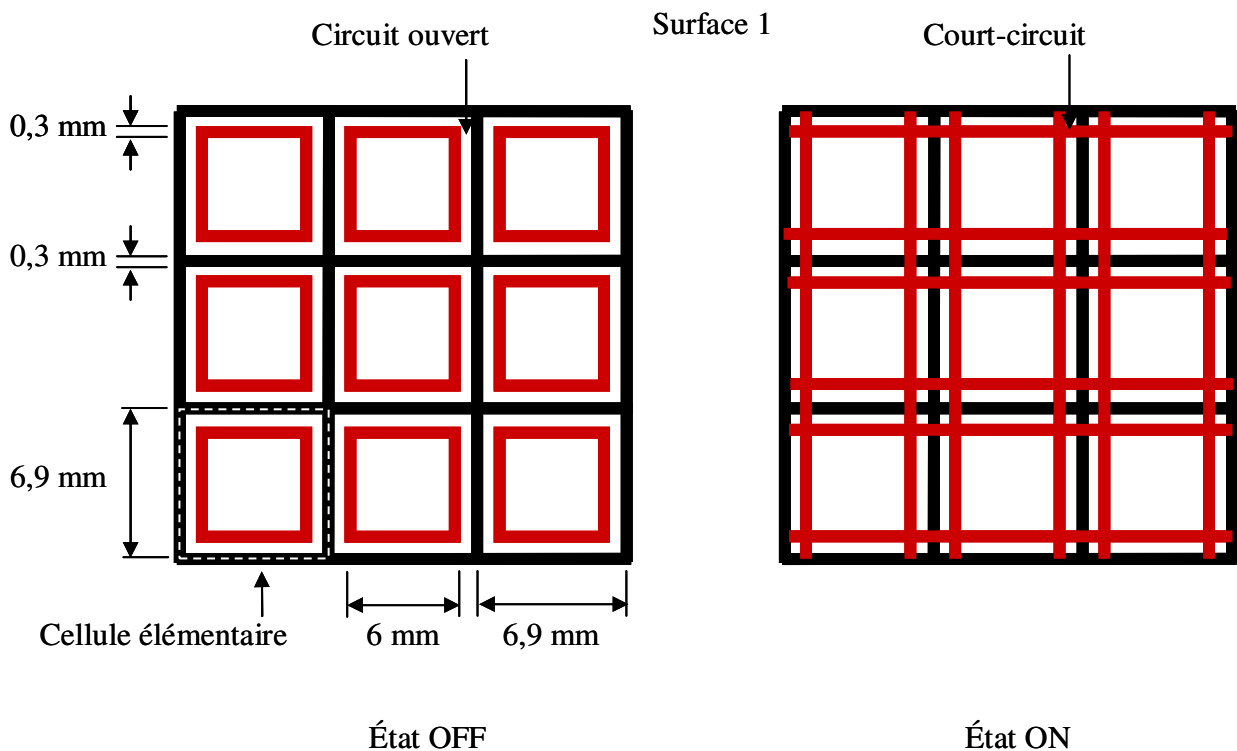 Surface 1
Circuit ouvert
Court-circuit
0,3 mm
0,3 mm
6,9 mm
Cellule élémentaire
6 mm
6,9 mm
État OFF
État ON